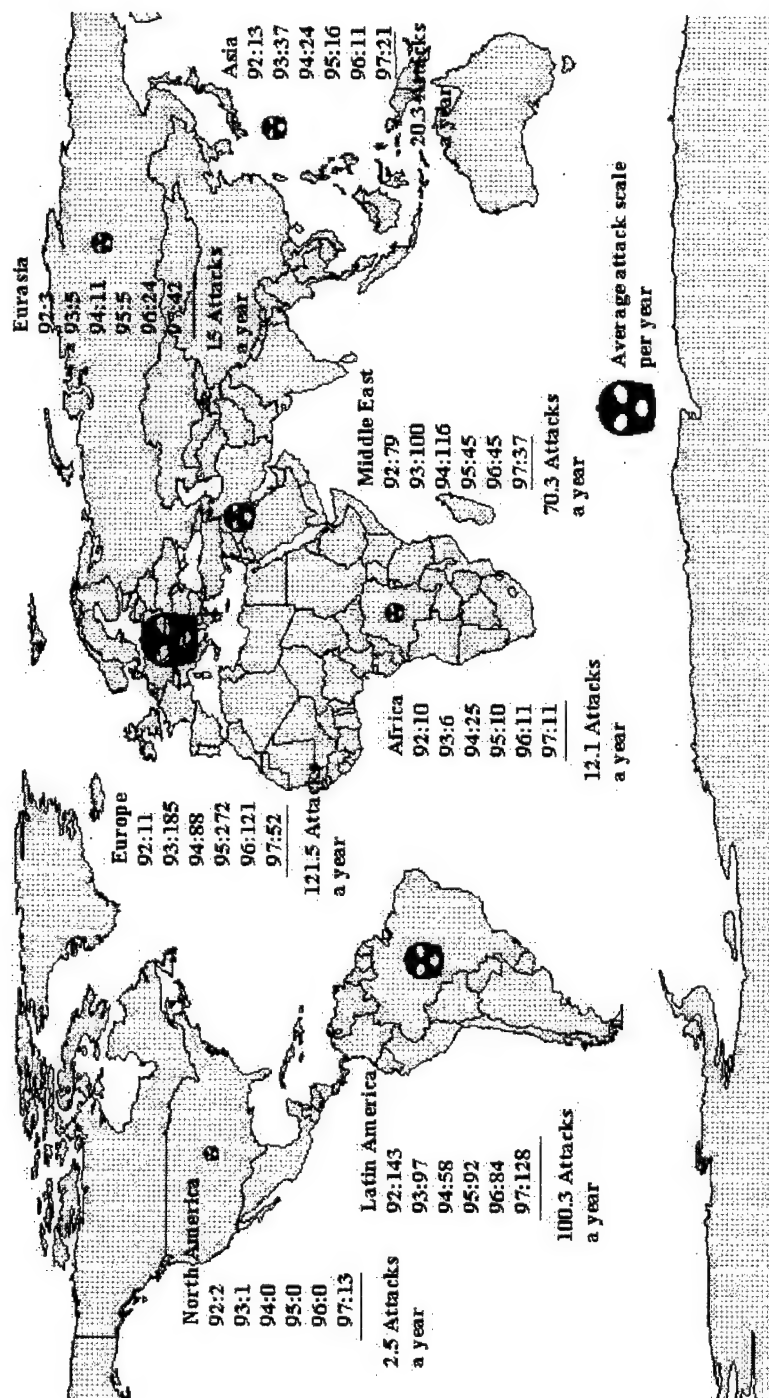 North America
92:2
93:1
94:0
95:0
96:0
97:13
2.5 Attacks
a year
Latin America
92:143
93:97
94:58
95:92
96:84
97:128
100.3 Attacks
a year
Europe
92:11
93:185
94:88
95:272
96:121
97:52
121.5 Attacks
a year
Africa
92:10
93:6
94:25
95:10
96:11
97:11
12.1 Attacks
a year
Middle East
92:79
93:100
94:116
95:45
96:45
97:37
70.3 Attacks
a year
Eurasia
92:3
93:5
94:11
95:5
96:24
97:42
15 Attacks
a year
Asia
92:13
93:37
94:24
95:16
96:11
97:21
20.3 Attacks
a year
Average attack scale
per year